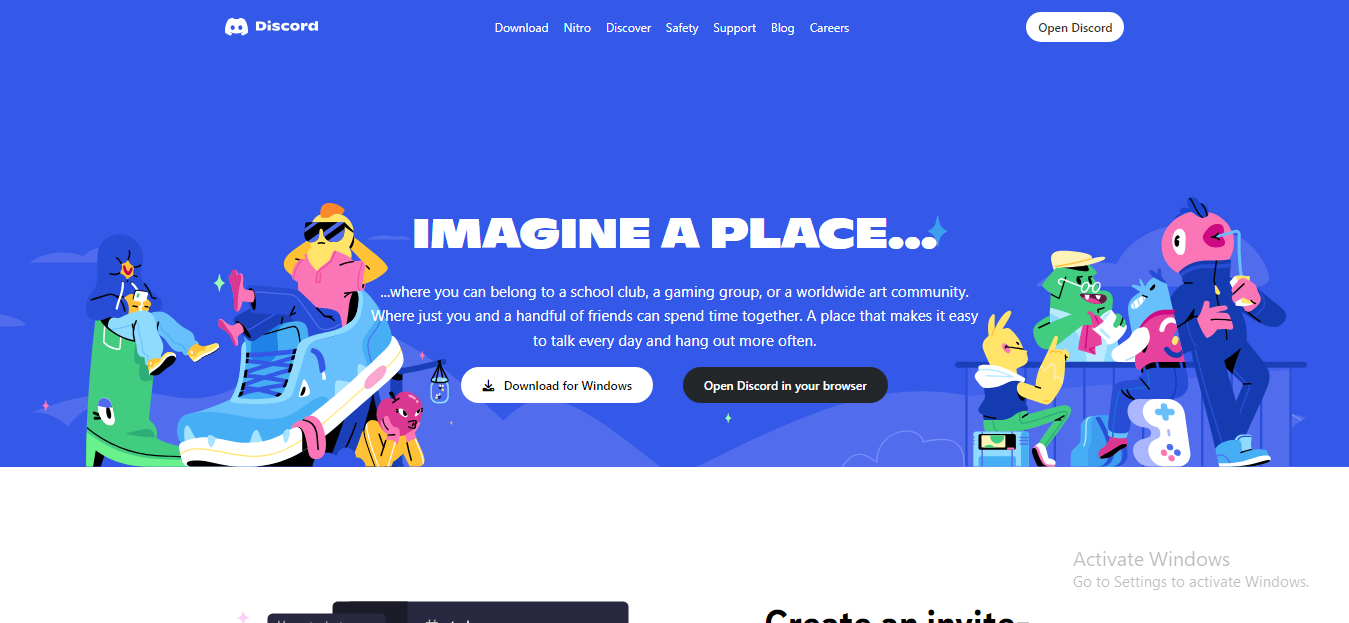 Discord
Download Nitro Discover Safety Support Blog Careers
Open Discord
IMAGINE A PLACE...
...where you can belong to a school club, a gaming group, or a worldwide art community.
Where just you and a handful of friends can spend time together. A place that makes it easy
to talk every day and hang out more often.
Download for Windows
Open Discord in your browser
Activate Windows
Go to Settings to activate Windows.
Create an invite-